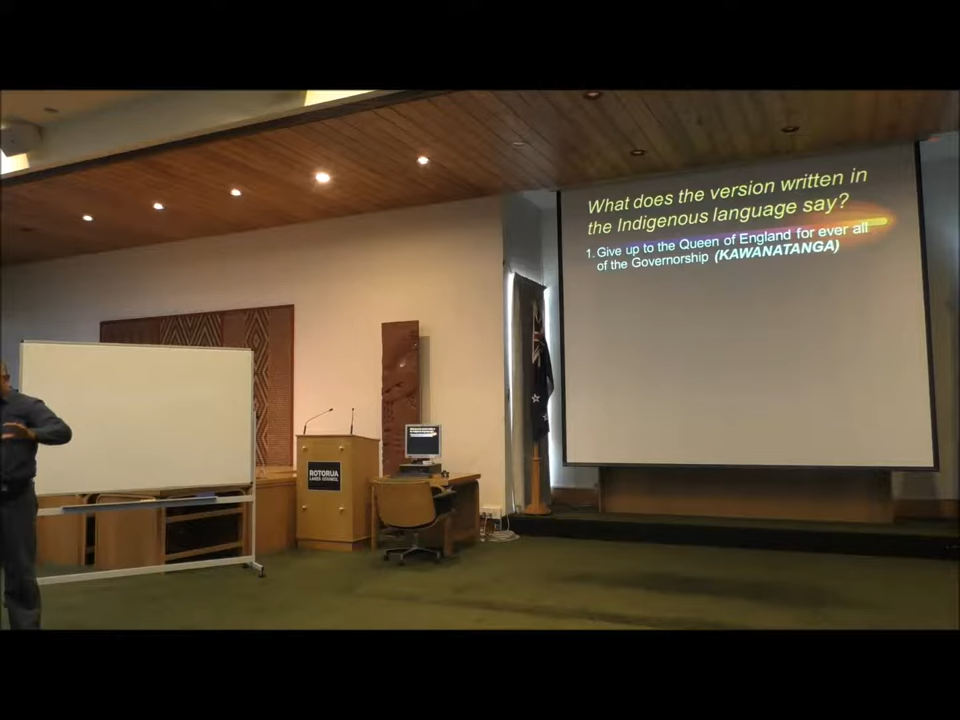 What does the version written in
the Indigenous language say?
1. Give up to the Queen of England for ever all
of the Governorship (KAWANATANGA)
ROTORUA
LAKES COUNCIL